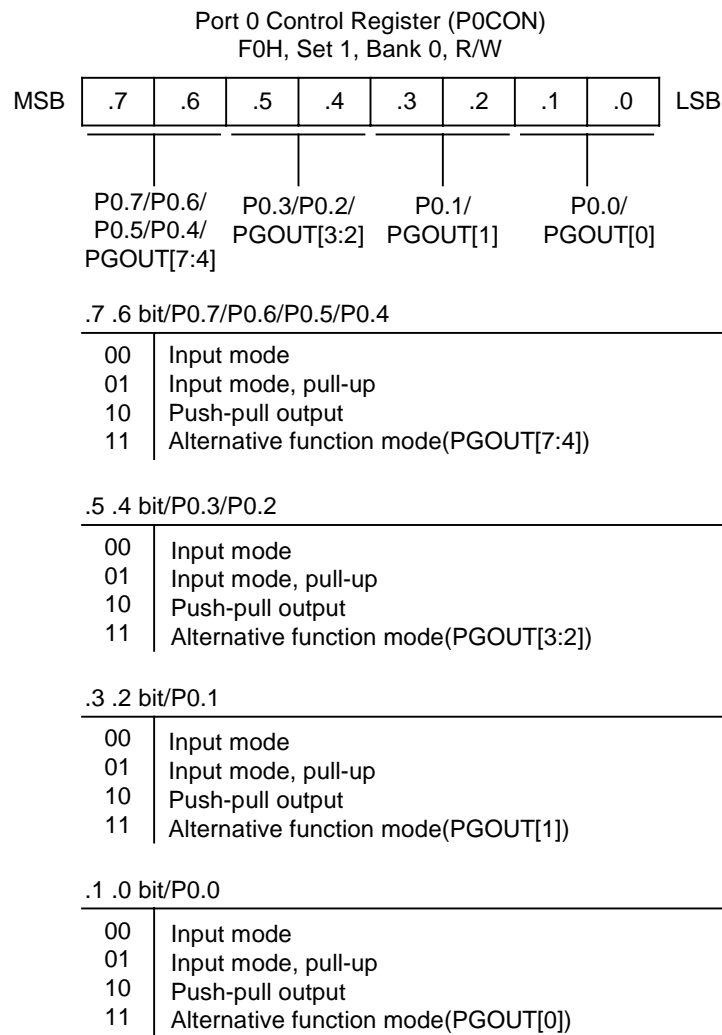 Port 0 Control Register (P0CON)
F0H, Set 1, Bank 0, R/W
MSB .7 .6 .5 .4 .3 .2 .1 .0 LSB
P0.7/P0.6/
P0.5/P0.4/
PGOUT[7:4]
P0.3/P0.2/
PGOUT[3:2]
P0.1/
PGOUT[1]
P0.0/
PGOUT[0]
.7 .6 bit/P0.7/P0.6/P0.5/P0.4
00 Input mode
01 Input mode, pull-up
10 Push-pull output
11 Alternative function mode(PGOUT[7:4])
.5 .4 bit/P0.3/P0.2
00 Input mode
01 Input mode, pull-up
10 Push-pull output
11 Alternative function mode(PGOUT[3:2])
.3 .2 bit/P0.1
00 Input mode
01 Input mode, pull-up
10 Push-pull output
11 Alternative function mode(PGOUT[1])
.1 .0 bit/P0.0
00 Input mode
01 Input mode, pull-up
10 Push-pull output
11 Alternative function mode(PGOUT[0])